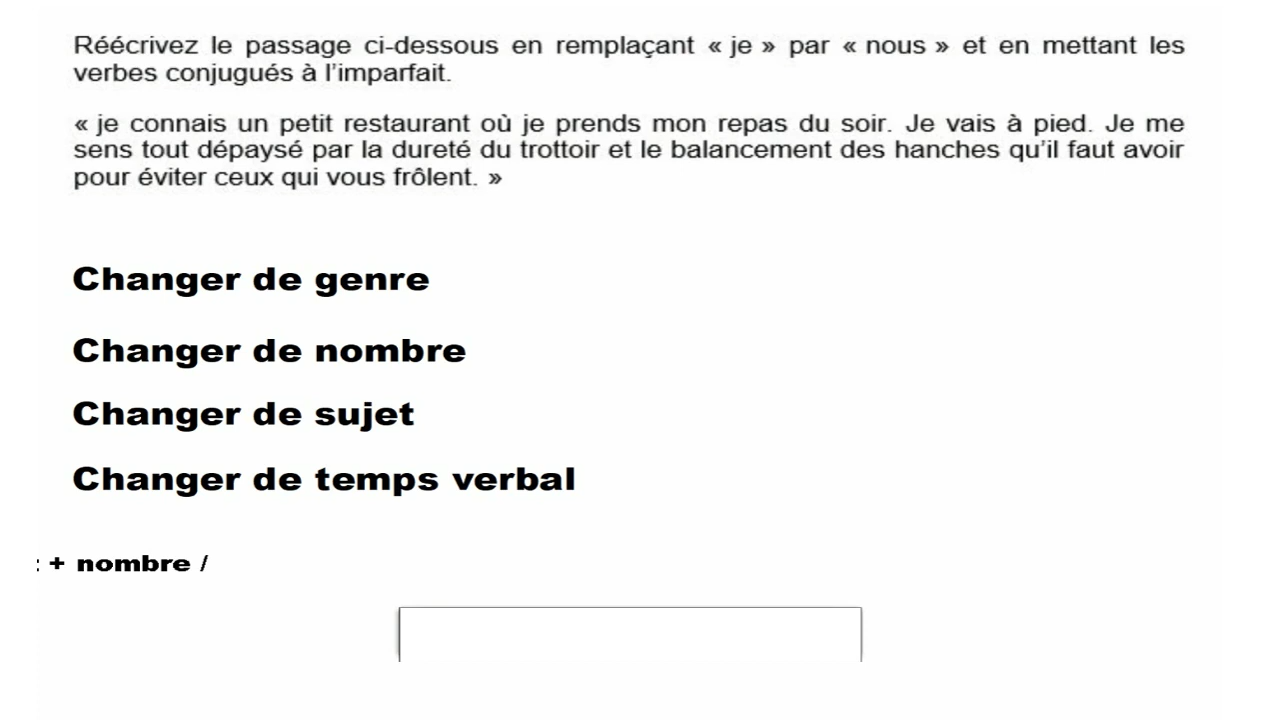 Réécrivez le passage ci-dessous en remplaçant « je » par « nous » et en mettant les
verbes conjugués à l'imparfait.
« je connais un petit restaurant où je prends mon repas du soir. Je vais à pied. Je me
sens tout dépaysé par la dureté du trottoir et le balancement des hanches qu'il faut avoir
pour éviter ceux qui vous frôlent. »
Changer de genre
Changer de nombre
Changer de sujet
Changer de temps verbal
+ nombre /